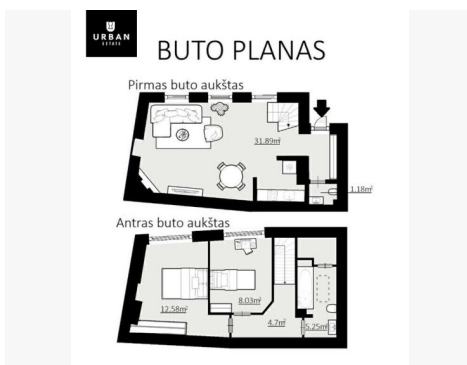 URBAN
ESTATE
BUTO PLANAS
Pirmas buto aukštas
31.89m²
1.18m²
Antras buto aukštas
12.58m²
8.03m²
4.7m²
5.25m²